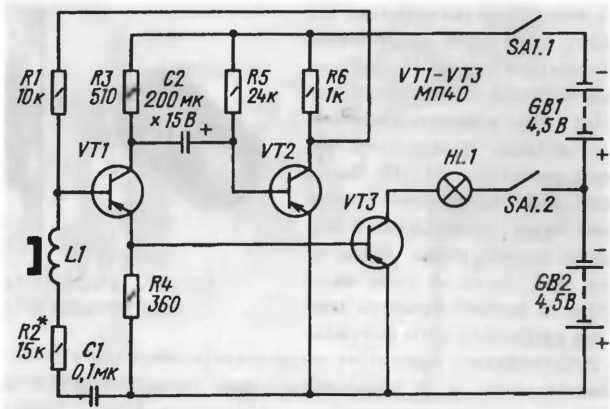 R1
10к
R3
510
C2
200 мк
× 15 В
+
R5
24к
R6
1к
VT1-VT3
МП40
SA1.1
−
GB1
4,5В
+
VT1
VT2
VT3
HL1
SA1.2
L1
R4
360
−
GB2
4,5В
+
R2*
15к
C1
0,1мк